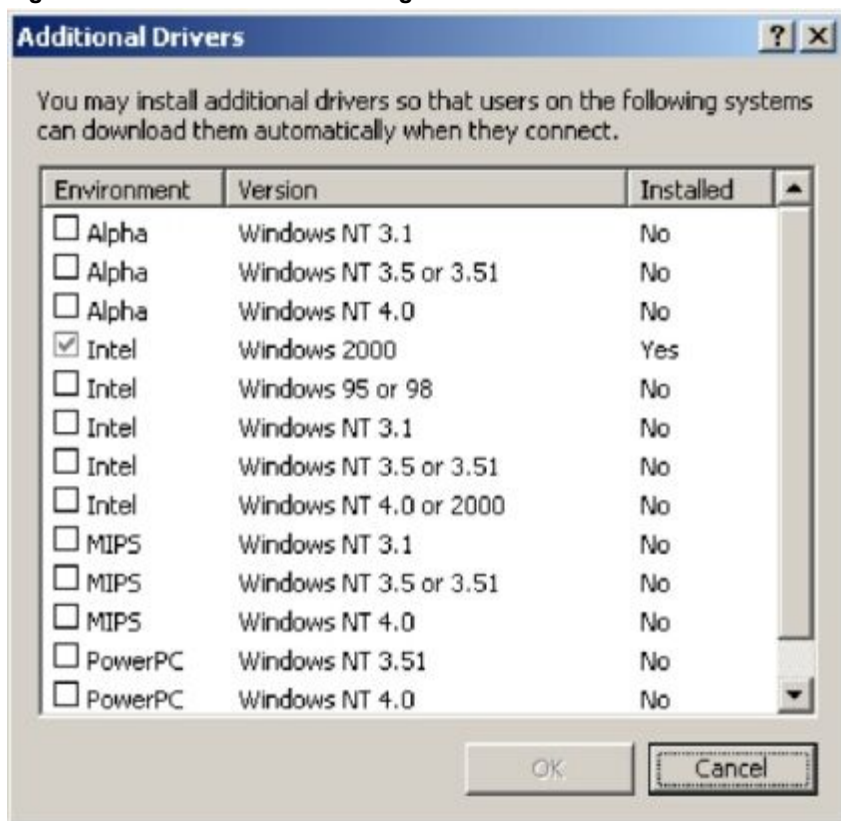 Additional Drivers
You may install additional drivers so that users on the following systems
can download them automatically when they connect.
Environment Version Installed
Alpha Windows NT 3.1 No
Alpha Windows NT 3.5 or 3.51 No
Alpha Windows NT 4.0 No
Intel Windows 2000 Yes
Intel Windows 95 or 98 No
Intel Windows NT 3.1 No
Intel Windows NT 3.5 or 3.51 No
Intel Windows NT 4.0 or 2000 No
MIPS Windows NT 3.1 No
MIPS Windows NT 3.5 or 3.51 No
MIPS Windows NT 4.0 No
PowerPC Windows NT 3.51 No
PowerPC Windows NT 4.0 No
OK Cancel